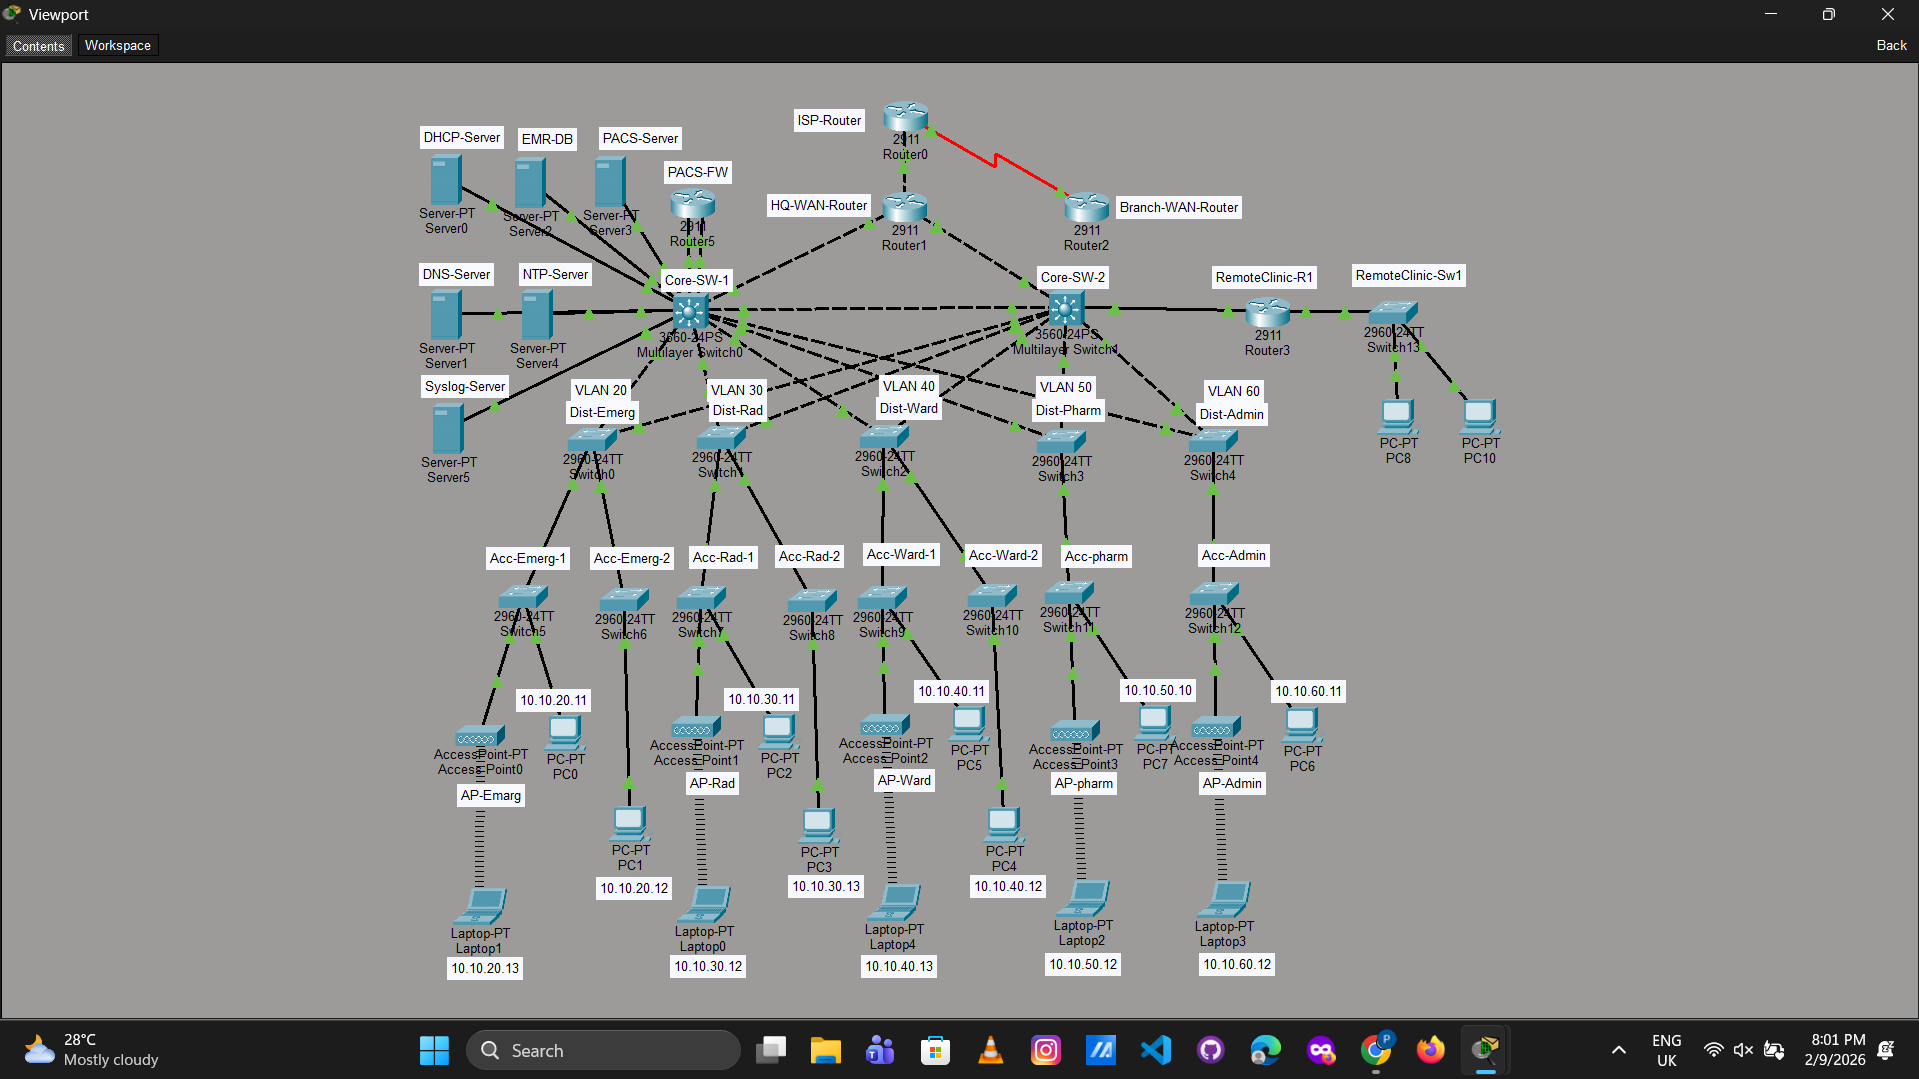 Viewport
Contents
Workspace
Back
ISP-Router
2911
Router0
DHCP-Server
EMR-DB
PACS-Server
PACS-FW
Server-PT
Server0
Server-PT
Server2
Server-PT
Server3
2911
Router5
HQ-WAN-Router
2911
Router1
2911
Router2
Branch-WAN-Router
DNS-Server
NTP-Server
Core-SW-1
Core-SW-2
RemoteClinic-R1
RemoteClinic-Sw1
Server-PT
Server1
Server-PT
Server4
3560-24PS
Multilayer Switch0
3560-24PS
Multilayer Switch1
2911
Router3
2960-24TT
Switch13
Syslog-Server
Server-PT
Server5
VLAN 20
Dist-Emerg
VLAN 30
Dist-Rad
VLAN 40
Dist-Ward
VLAN 50
Dist-Pharm
VLAN 60
Dist-Admin
PC-PT
PC8
PC-PT
PC10
2960-24TT
Switch0
2960-24TT
Switch1
2960-24TT
Switch2
2960-24TT
Switch3
2960-24TT
Switch4
Acc-Emerg-1
Acc-Emerg-2
Acc-Rad-1
Acc-Rad-2
Acc-Ward-1
Acc-Ward-2
Acc-pharm
Acc-Admin
2960-24TT
Switch5
2960-24TT
Switch6
2960-24TT
Switch7
2960-24TT
Switch8
2960-24TT
Switch9
2960-24TT
Switch10
2960-24TT
Switch11
2960-24TT
Switch12
10.10.20.11
10.10.30.11
10.10.40.11
10.10.50.10
10.10.60.11
AccessPoint-PT
Access Point0
PC-PT
PC0
AccessPoint-PT
Access Point1
PC-PT
PC2
AccessPoint-PT
Access Point2
PC-PT
PC5
AccessPoint-PT
Access Point3
PC-PT
PC7
AccessPoint-PT
Access Point4
PC-PT
PC6
AP-Emarg
AP-Rad
AP-Ward
AP-pharm
AP-Admin
PC-PT
PC1
10.10.20.12
PC-PT
PC3
10.10.30.13
PC-PT
PC4
10.10.40.12
Laptop-PT
Laptop1
10.10.20.13
Laptop-PT
Laptop0
10.10.30.12
Laptop-PT
Laptop4
10.10.40.13
Laptop-PT
Laptop2
10.10.50.12
Laptop-PT
Laptop3
10.10.60.12
28°C
Mostly cloudy
Search
P
ENG
UK
8:01 PM
2/9/2026